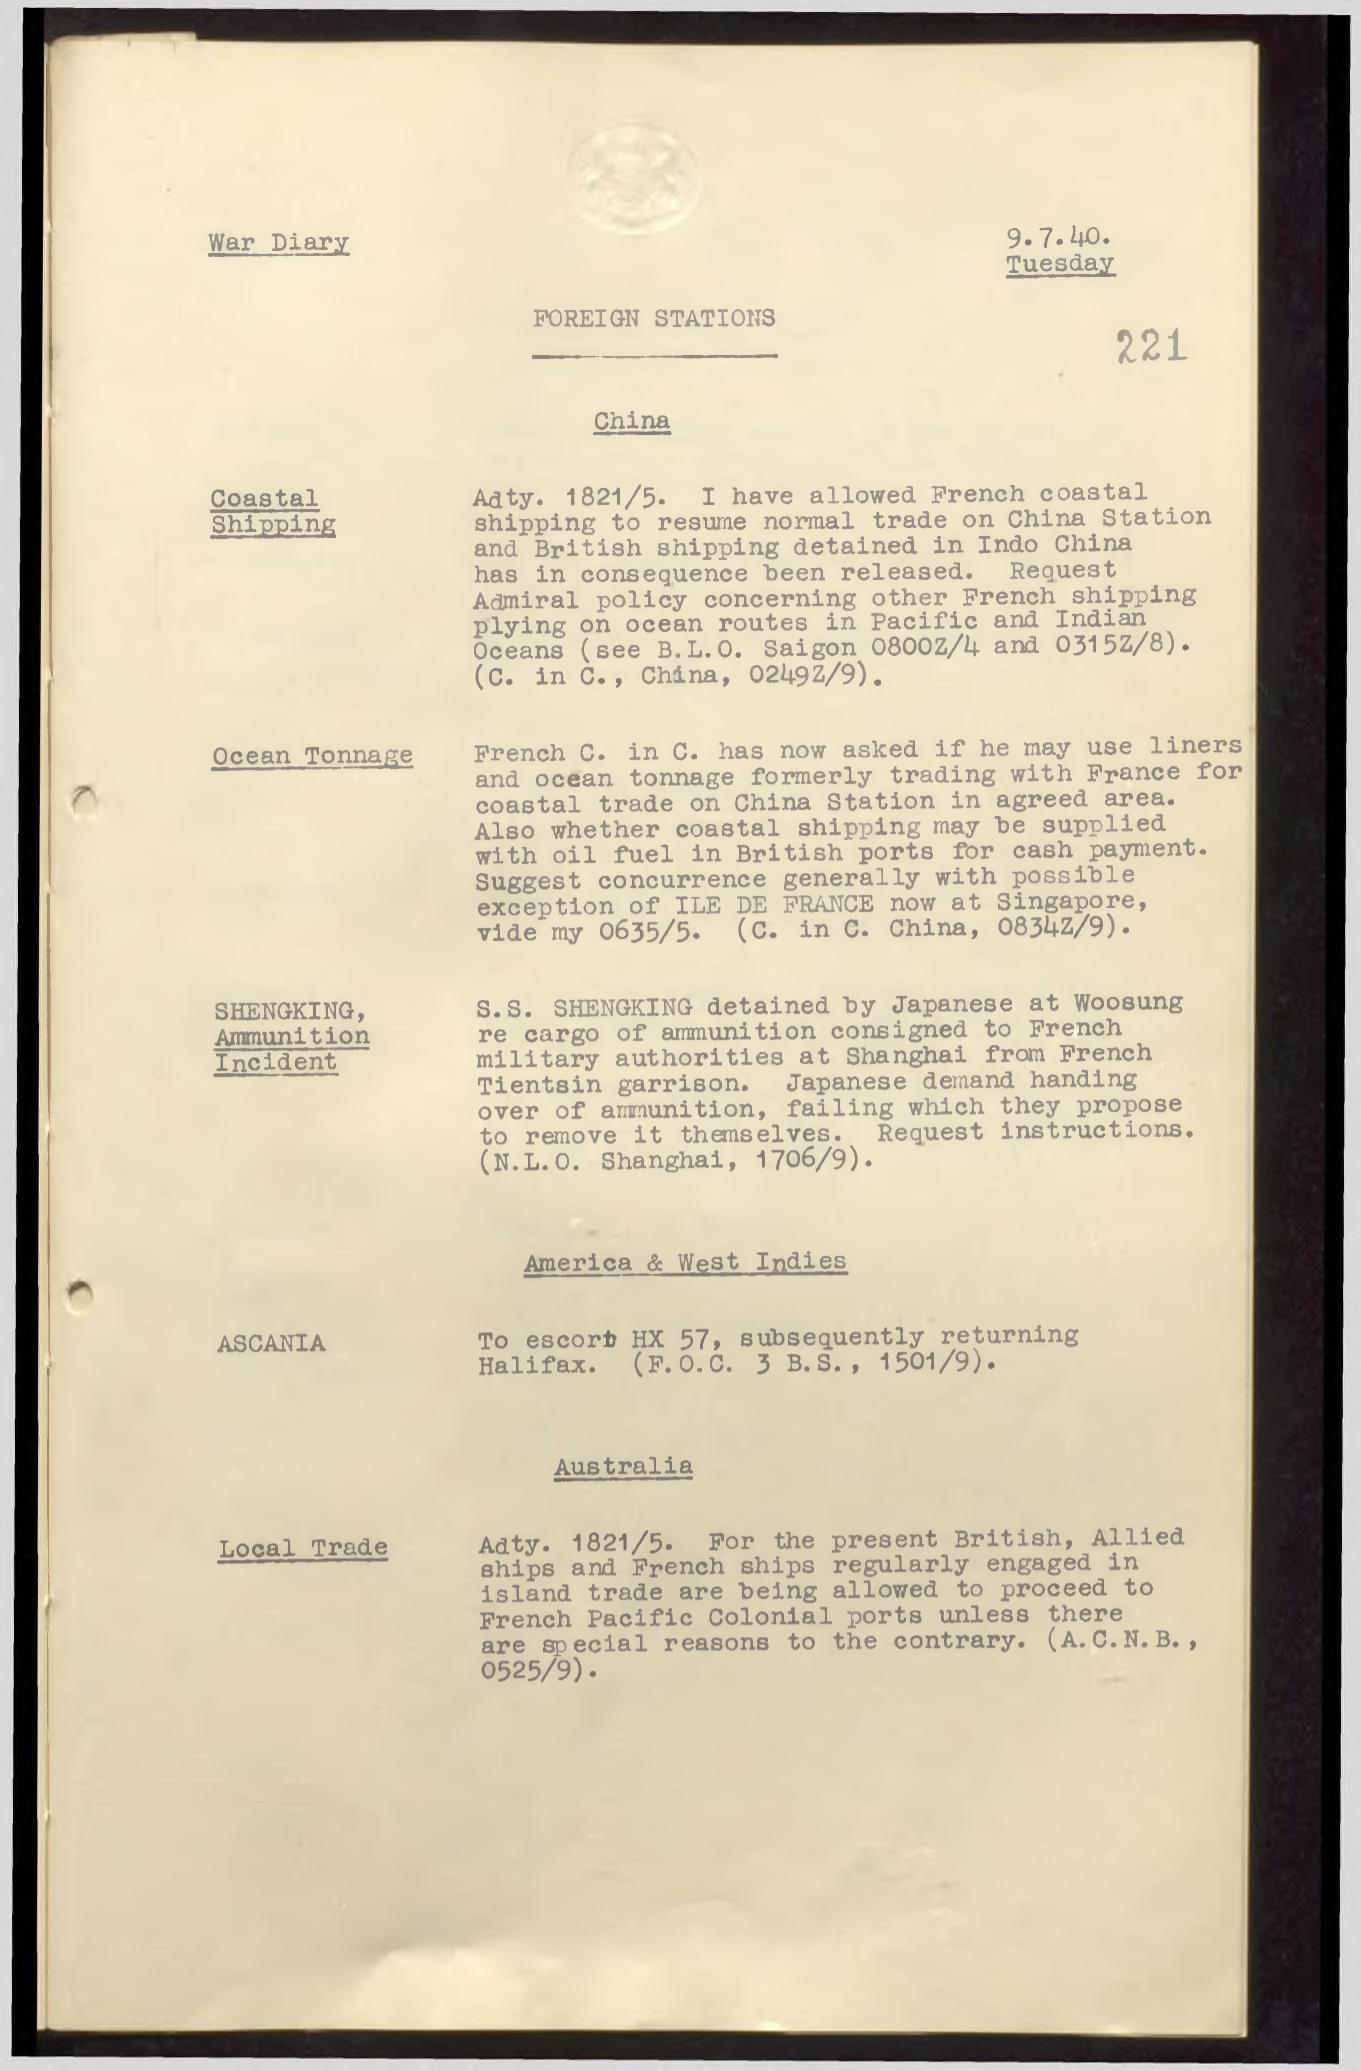 War Diary
9.7.40.
Tuesday
FOREIGN STATIONS
221
China
Coastal
Shipping
Adty. 1821/5. I have allowed French coastal
shipping to resume normal trade on China Station
and British shipping detained in Indo China
has in consequence been released. Request
Admiral policy concerning other French shipping
plying on ocean routes in Pacific and Indian
Oceans (see B.L.O. Saigon 0800Z/4 and 0315Z/8).
(C. in C., China, 0249Z/9).
Ocean Tonnage
French C. in C. has now asked if he may use liners
and ocean tonnage formerly trading with France for
coastal trade on China Station in agreed area.
Also whether coastal shipping may be supplied
with oil fuel in British ports for cash payment.
Suggest concurrence generally with possible
exception of ILE DE FRANCE now at Singapore,
vide my 0635/5. (C. in C. China, 0834Z/9).
SHENGKING,
Ammunition
Incident
S.S. SHENGKING detained by Japanese at Woosung
re cargo of ammunition consigned to French
military authorities at Shanghai from French
Tientsin garrison. Japanese demand handing
over of ammunition, failing which they propose
to remove it themselves. Request instructions.
(N.L.O. Shanghai, 1706/9).
America & West Indies
ASCANIA
To escort HX 57, subsequently returning
Halifax. (F.O.C. 3 B.S., 1501/9).
Australia
Local Trade
Adty. 1821/5. For the present British, Allied
ships and French ships regularly engaged in
island trade are being allowed to proceed to
French Pacific Colonial ports unless there
are special reasons to the contrary. (A.C.N.B.,
0525/9).